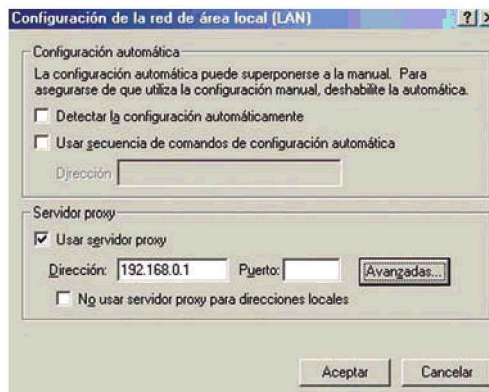 Configuración de la red de área local (LAN)
Configuración automática
La configuración automática puede superponerse a la manual. Para
asegurarse de que utiliza la configuración manual, deshabilite la automática.
Detectar la configuración automáticamente
Usar secuencia de comandos de configuración automática
Dirección
Servidor proxy
Usar servidor proxy
Dirección: 192.168.0.1 Puerto: Avanzadas...
No usar servidor proxy para direcciones locales
Aceptar Cancelar